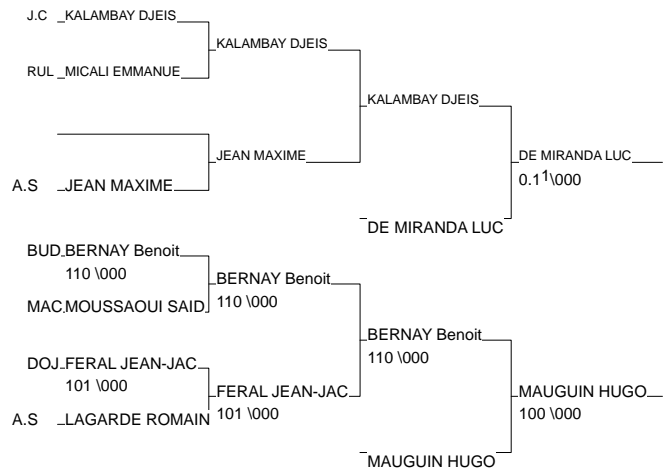 J.C KALAMBAY DJEIS
KALAMBAY DJEIS
RUL MICALI EMMANUE
KALAMBAY DJEIS
JEAN MAXIME
DE MIRANDA LUC
A.S JEAN MAXIME
0.11\000
DE MIRANDA LUC
BUD BERNAY Benoit
110 \000
BERNAY Benoit
110 \000
MAC MOUSSAOUI SAID
BERNAY Benoit
110 \000
DOJ FERAL JEAN-JAC
101 \000
FERAL JEAN-JAC
101 \000
MAUGUIN HUGO
100 \000
A.S LAGARDE ROMAIN
MAUGUIN HUGO